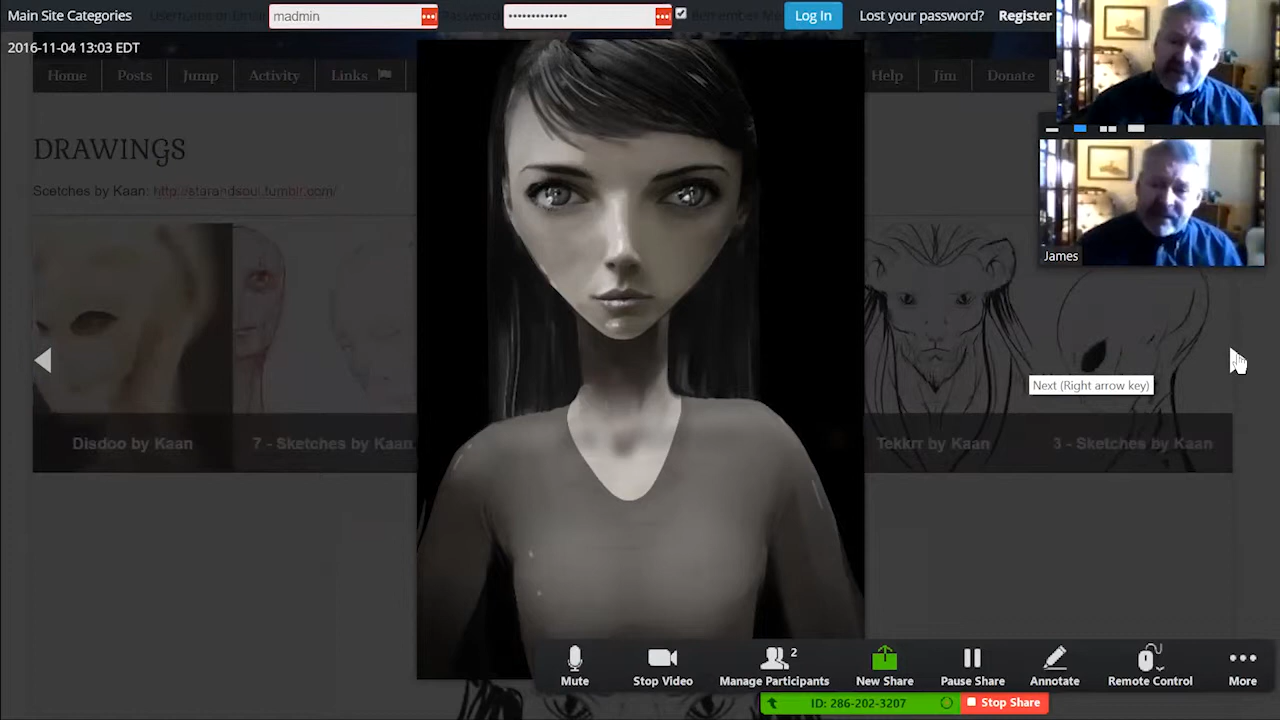 Main Site Categories
madmin
•••••••••••••
Remember Me
Log In
Lost your password?
Register
2016-11-04 13:03 EDT
Home
Posts
Jump
Activity
Links
Help
Jim
Donate
DRAWINGS
Scetches by Kaan: http://starandsoul.tumblr.com/
James
Next (Right arrow key)
Disdoo by Kaan
7 - Sketches by Kaan
Tekkrr by Kaan
3 - Sketches by Kaan
Mute
Stop Video
2
Manage Participants
New Share
Pause Share
Annotate
Remote Control
More
ID: 286-202-3207
Stop Share